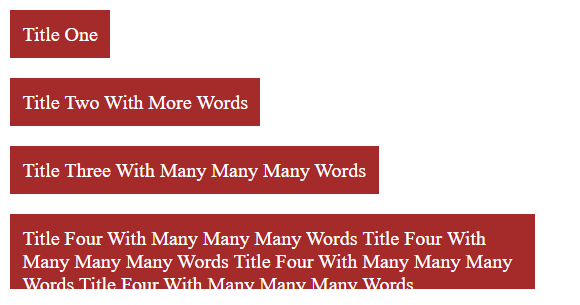 Title One
Title Two With More Words
Title Three With Many Many Many Words
Title Four With Many Many Many Words Title Four With
Many Many Many Words Title Four With Many Many Many
Words Title Four With Many Many Many Words